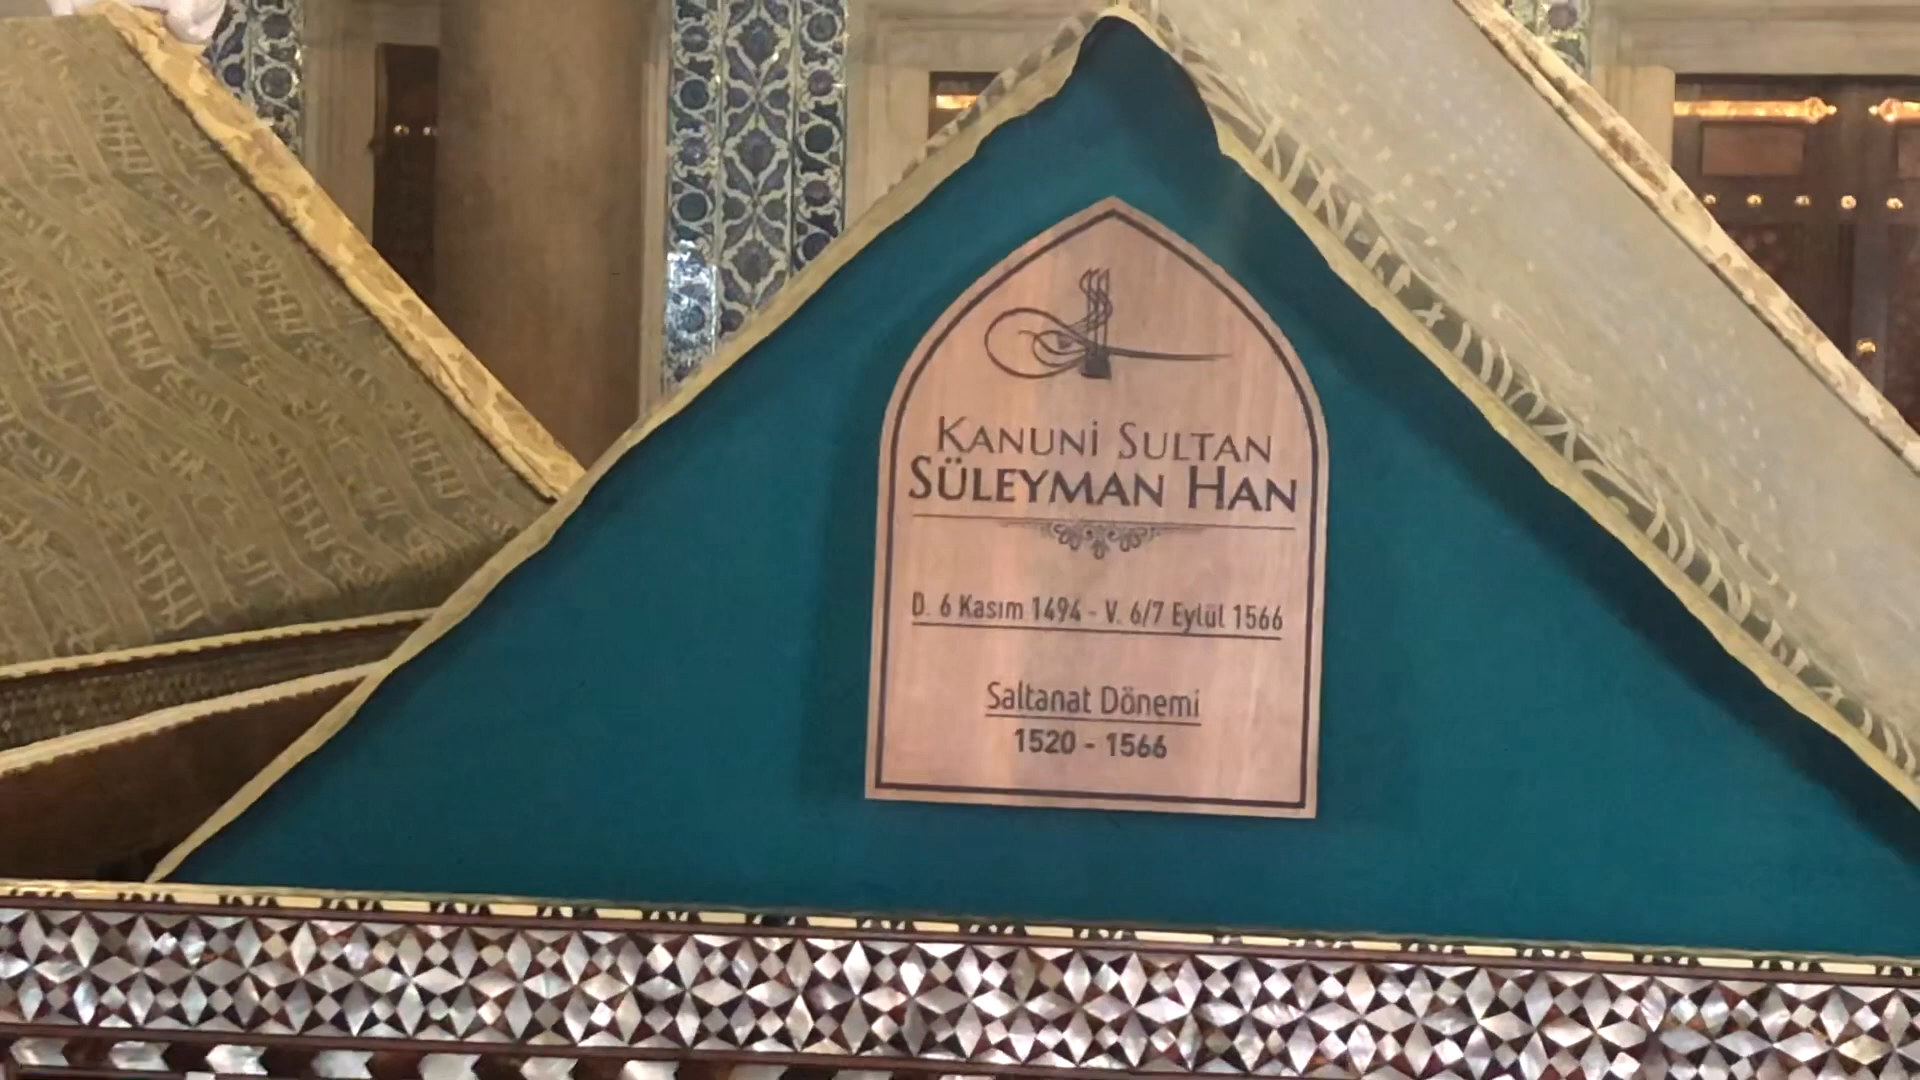 KANUNİ SULTAN
SÜLEYMAN HAN
D. 6 Kasım 1494 - V. 6/7 Eylül 1566
Saltanat Dönemi
1520 - 1566